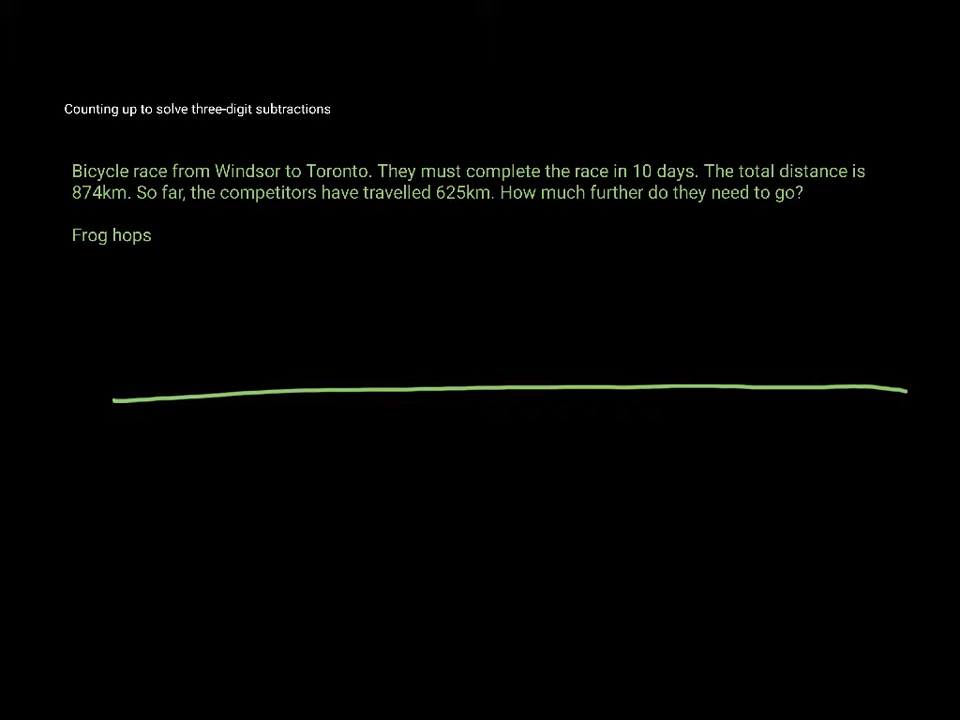 Counting up to solve three-digit subtractions
Bicycle race from Windsor to Toronto. They must complete the race in 10 days. The total distance is
874km. So far, the competitors have travelled 625km. How much further do they need to go?
Frog hops